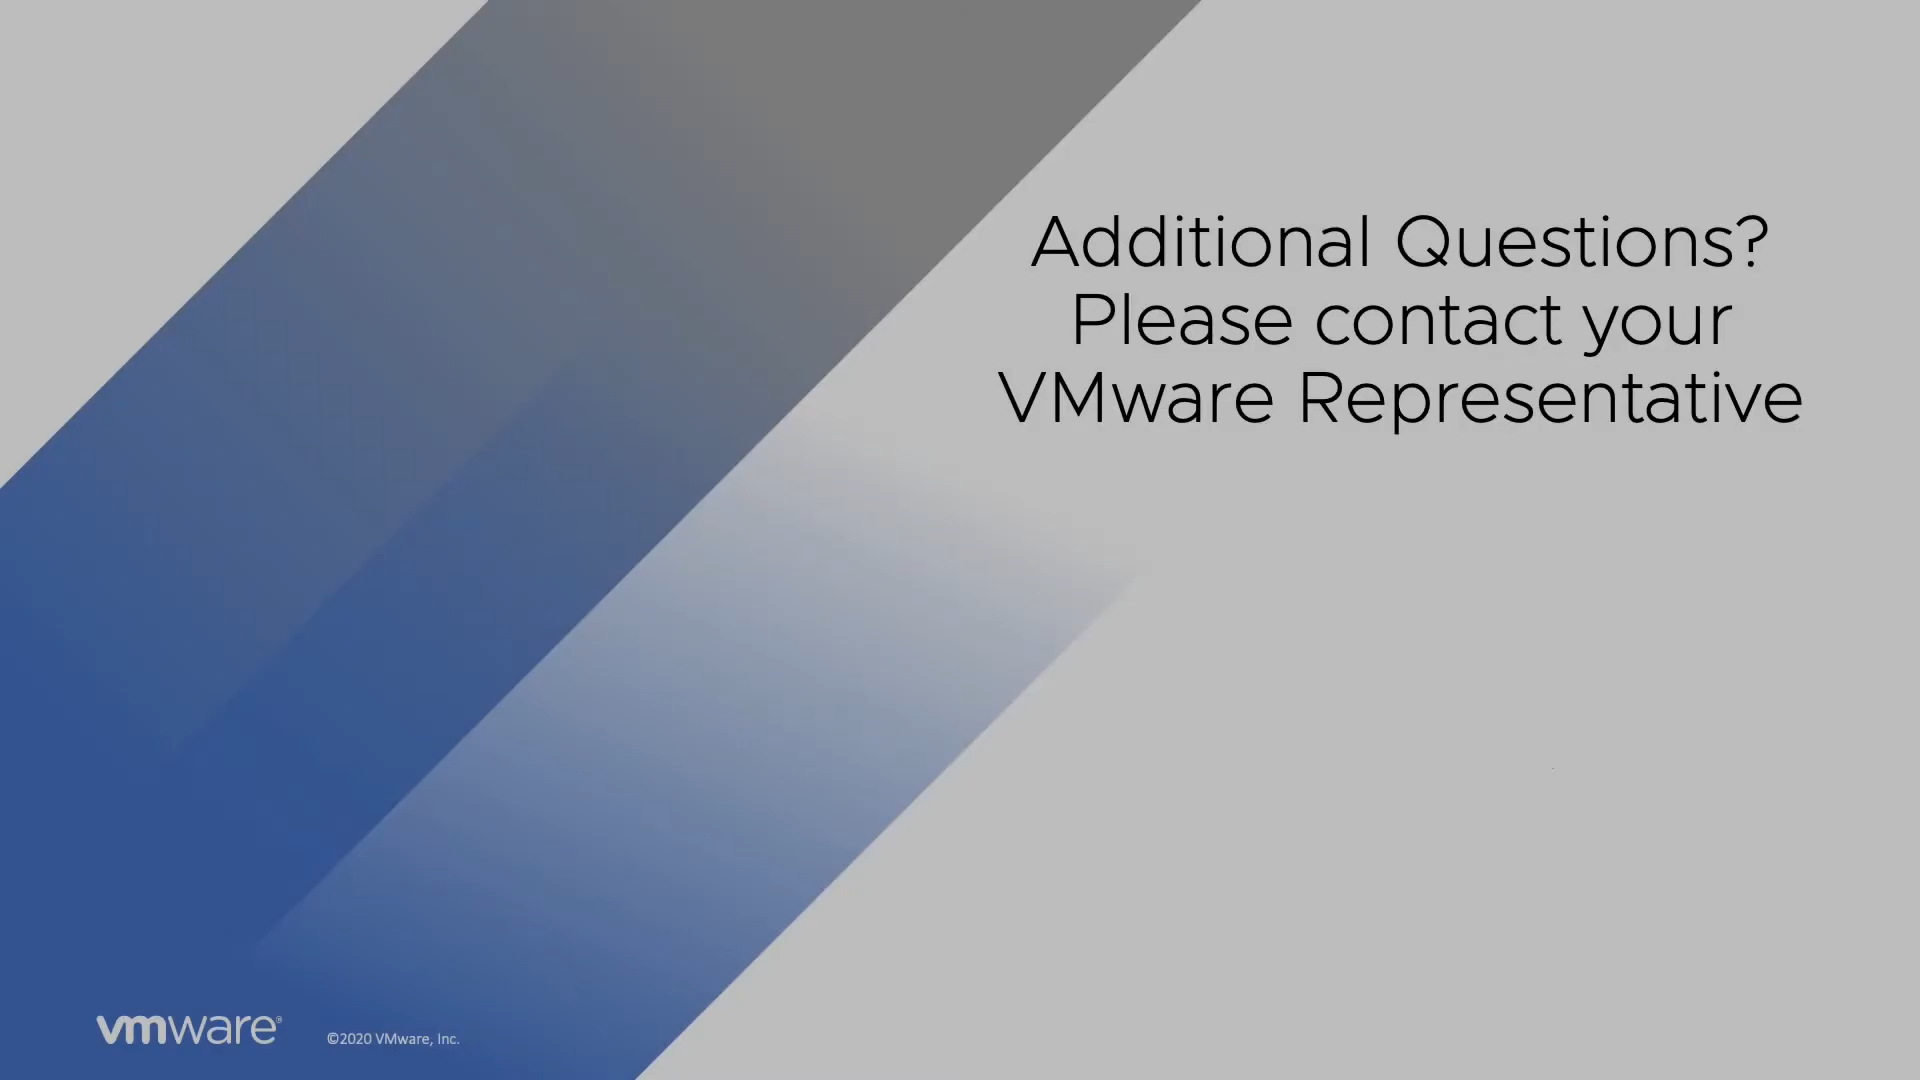 Additional Questions?
Please contact your
VMware Representative
vmware®
©2020 VMware, Inc.